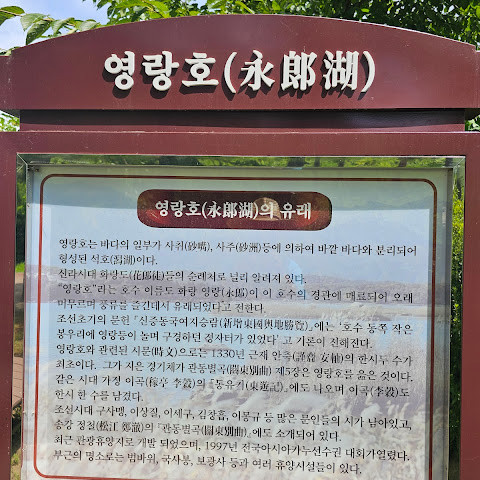 영랑호(永郎湖)
영랑호(永郎湖)의 유래
영랑호는 바다의 일부가 사취(砂嘴), 사주(砂洲)등에 의하여 바깥 바다와 분리되어
형성된 석호(潟湖)이다.
신라시대 화랑도(花郎徒)들의 순례처로 널리 알려져 있다.
"영랑호"라는 호수 이름도 화랑 영랑(永郎)이 이 호수의 경관에 매료되어 오래
머무르며 풍류를 즐긴데서 유래되었다고 전한다.
조선초기의 문헌 『신증동국여지승람(新增東國輿地勝覽)』에는 '호수 동쪽 작은
봉우리에 영랑등이 놀며 구경하던 정자터가 있었다' 고 기록이 전해진다.
영랑호와 관련된 시문(時文)으로는 1330년 근재 안축(謹齋 安軸)의 한시두 수가
최초이다. 그가 지은 경기체가 관동별곡(關東別曲) 제5장은 영랑호를 읊은 것이다.
같은 시대 가정 이곡(稼亭 李穀)의 『동유기(東遊記)』에도 나오며 이곡(李穀)도
한시 한 수를 남겼다.
조선시대 구사맹, 이상질, 이세구, 김창흡, 이몽규 등 많은 문인들의 시가 남아있고,
송강 정철(松江 鄭澈)의 『관동별곡(關東別曲)』에도 소개되어 있다.
최근 관광휴양지로 개발 되었으며, 1997년 전국아시아카누선수권 대회가열렸다.
부근의 명소로는 범바위, 국사봉, 보광사 등과 여러 휴양시설들이 있다.